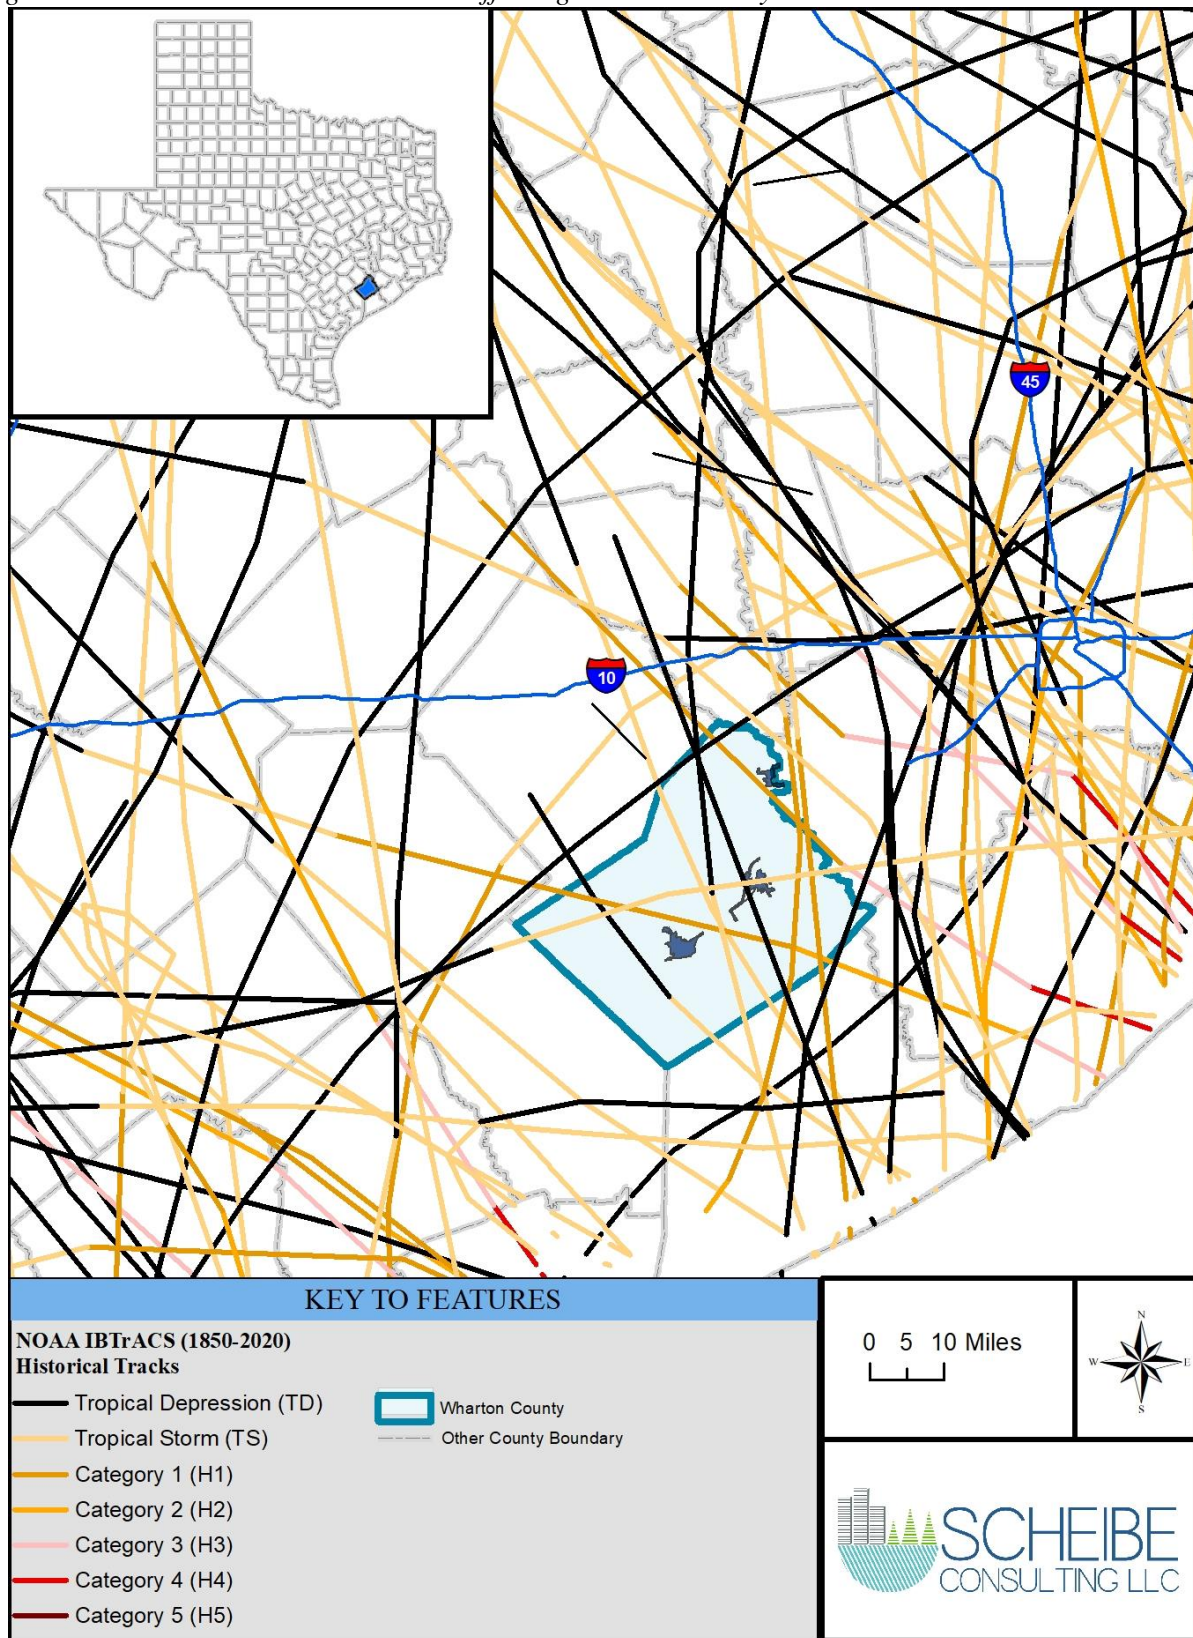 45
10
KEY TO FEATURES
NOAA IBTrACS (1850-2020)
Historical Tracks
Tropical Depression (TD)
Tropical Storm (TS)
Category 1 (H1)
Category 2 (H2)
Category 3 (H3)
Category 4 (H4)
Category 5 (H5)
Wharton County
Other County Boundary
0 5 10 Miles
N
W E
S
SCHEIBE
CONSULTING LLC